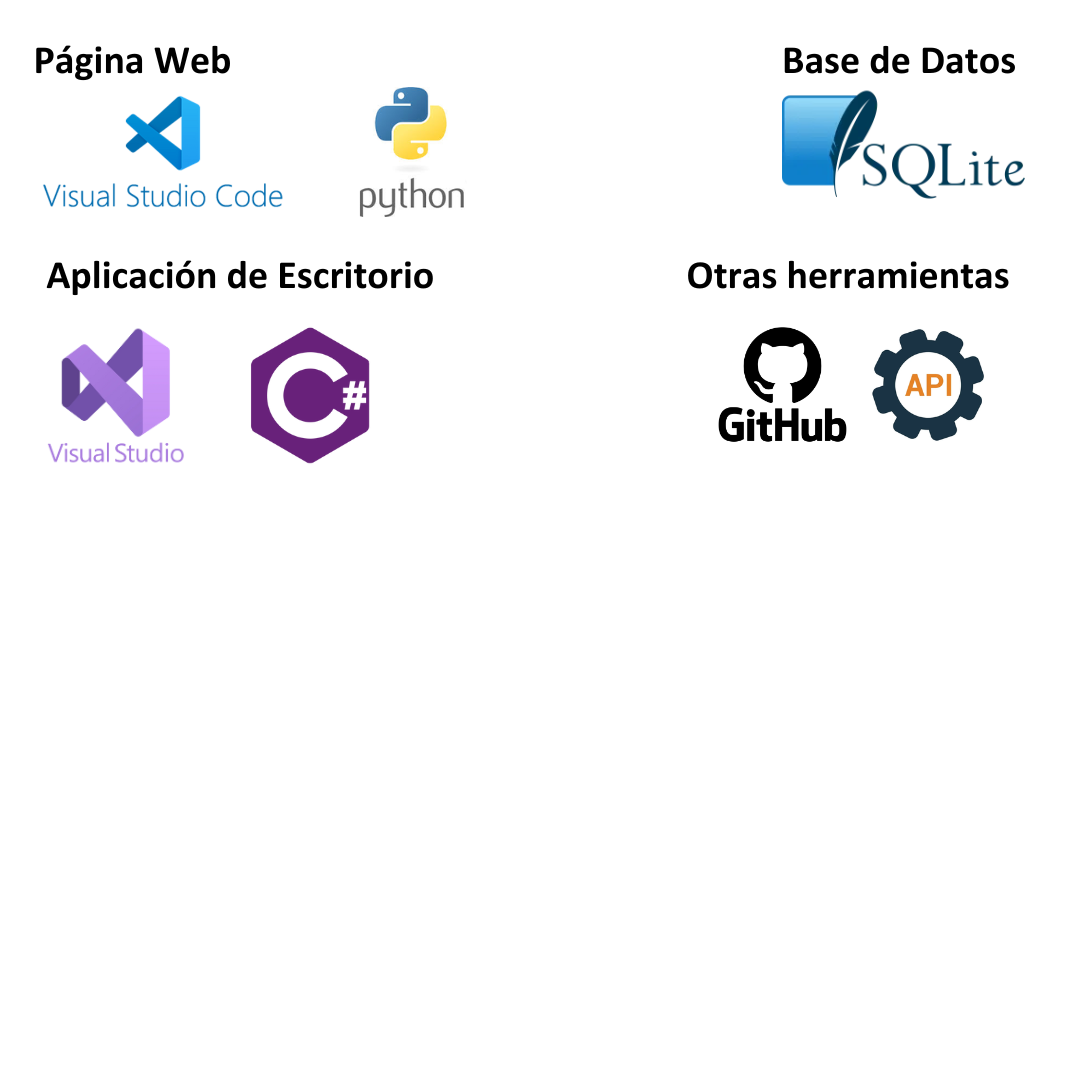 Página Web
Base de Datos
Visual Studio Code
python
SQLite
Aplicación de Escritorio
Otras herramientas
Visual Studio
C#
GitHub
API